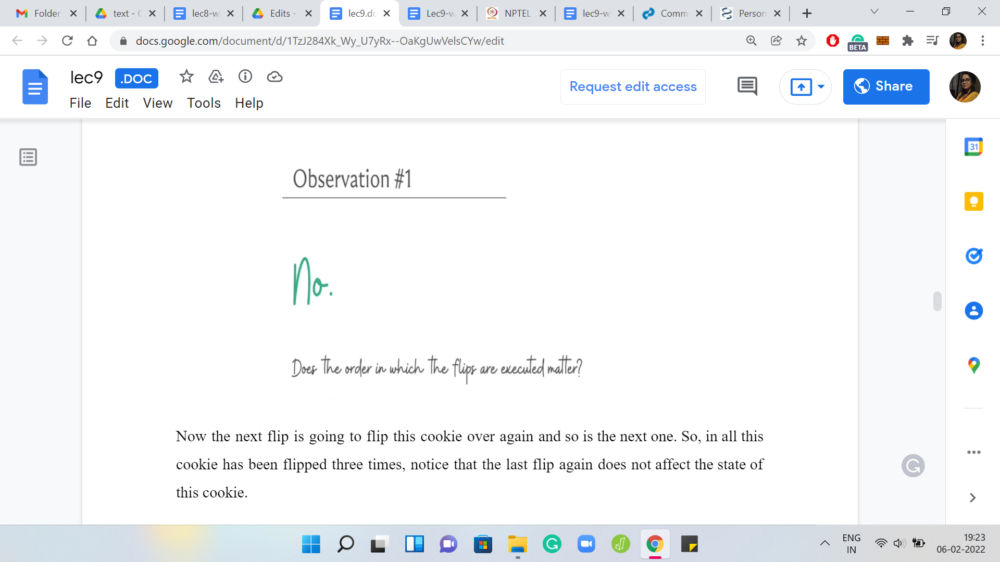 Folder
text - G
lec8-w
Edits -
lec9.dc
Lec9-w
NPTEL
lec9-w
Comm
Person
docs.google.com/document/d/1TzJ284Xk_Wy_U7yRx--OaKgUwVelsCYw/edit
BETA
lec9 .DOC
Request edit access
Share
File Edit View Tools Help
31
Observation #1
No.
Does the order in which the flips are executed matter?
Now the next flip is going to flip this cookie over again and so is the next one. So, in all this
cookie has been flipped three times, notice that the last flip again does not affect the state of
this cookie.
ENG
IN
19:23
06-02-2022